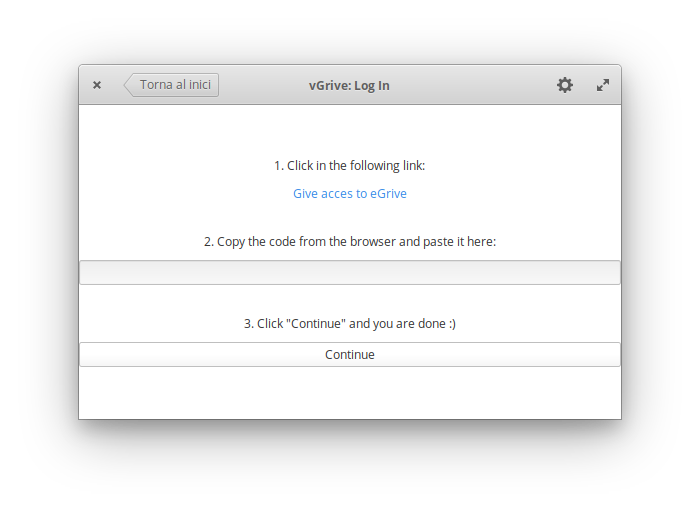 Torna al inici
vGrive: Log In
1. Click in the following link:
Give acces to eGrive
2. Copy the code from the browser and paste it here:
3. Click "Continue" and you are done :)
Continue